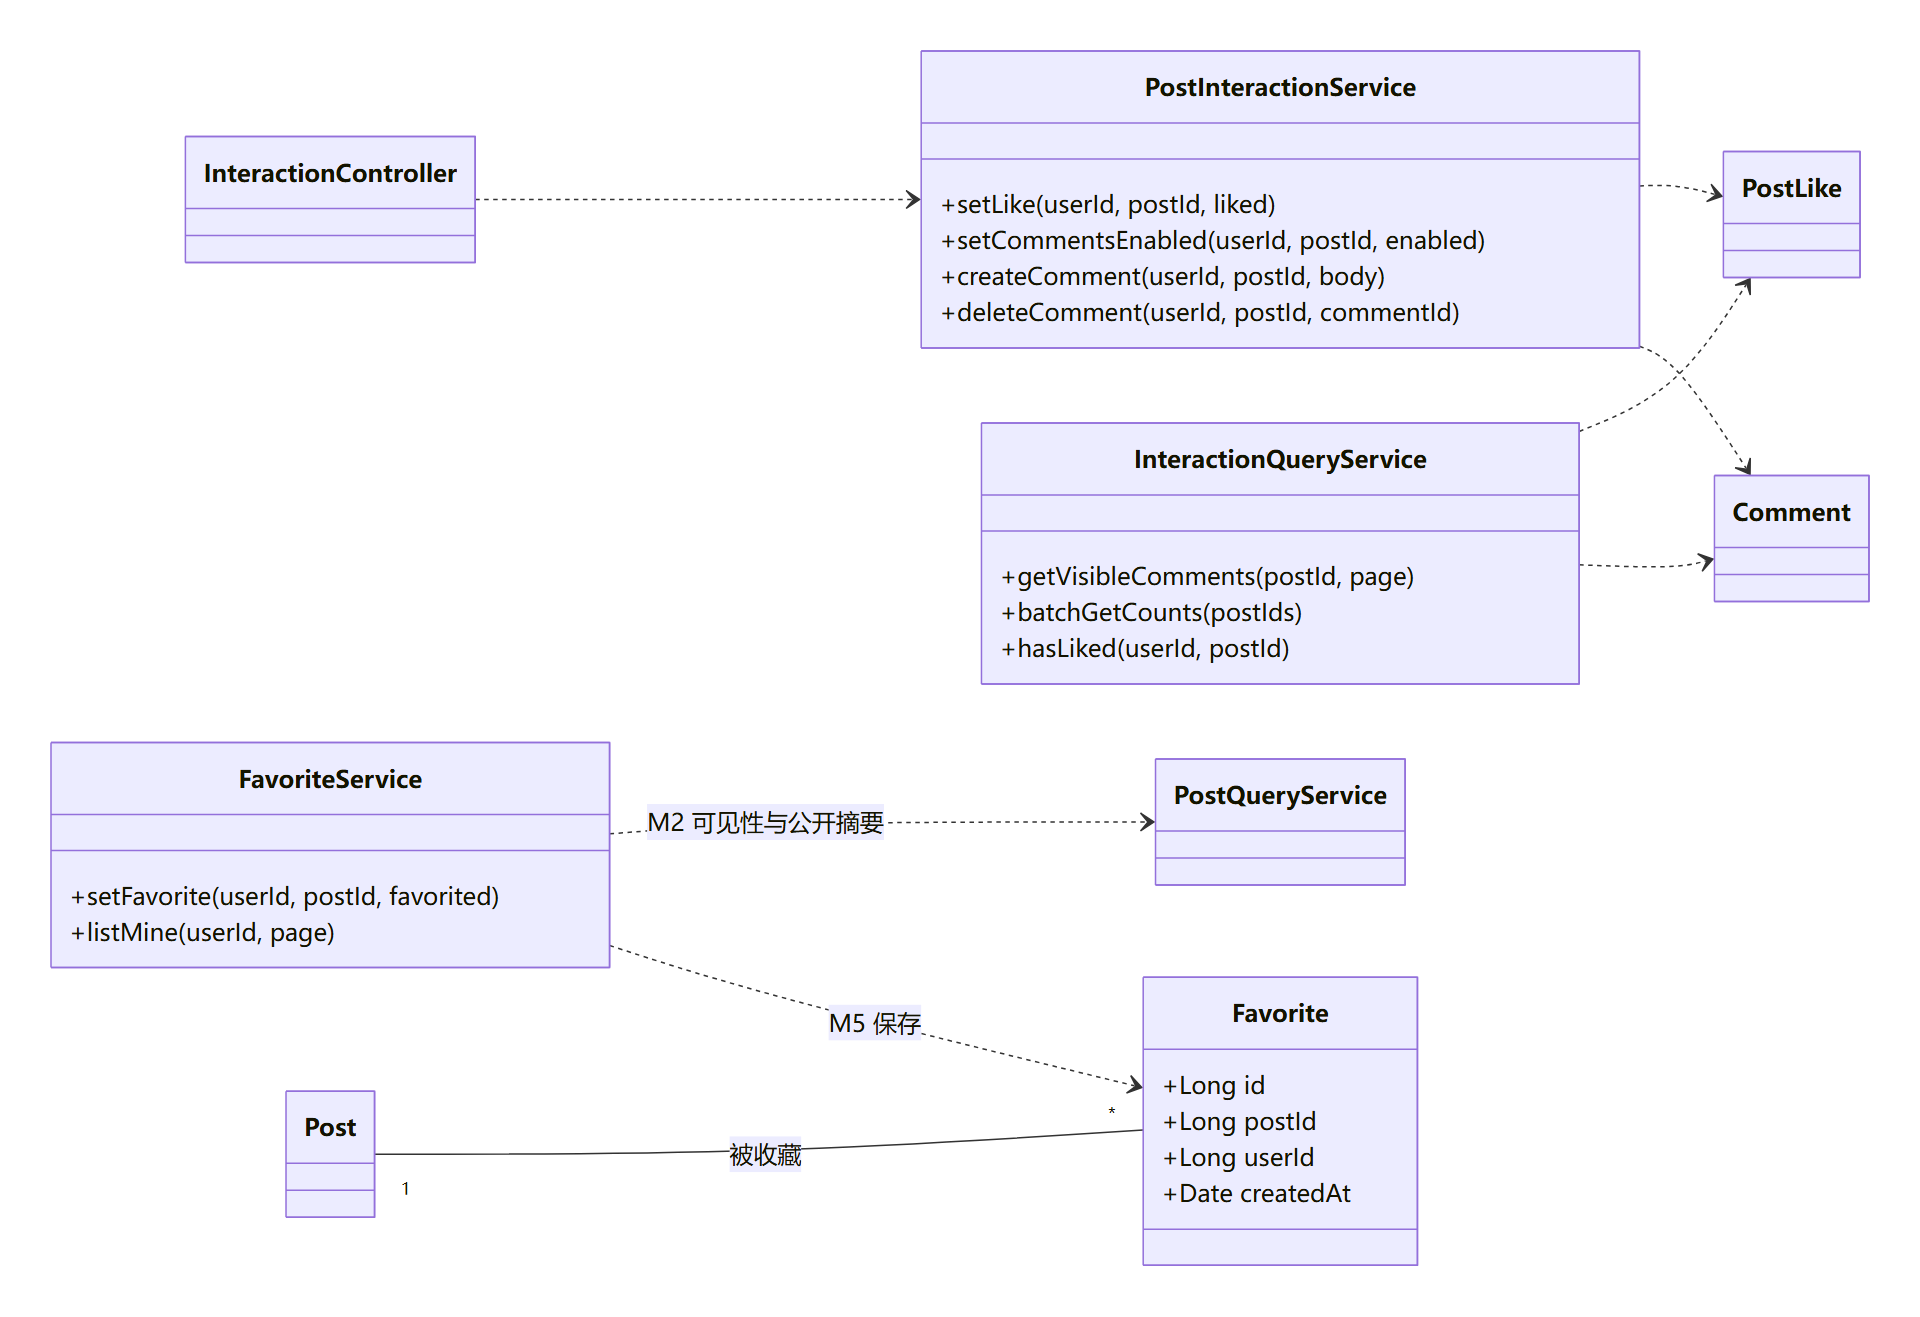 PostInteractionService
+setLike(userId, postId, liked)
+setCommentsEnabled(userId, postId, enabled)
+createComment(userId, postId, body)
+deleteComment(userId, postId, commentId)
InteractionController
PostLike
InteractionQueryService
+getVisibleComments(postId, page)
+batchGetCounts(postIds)
+hasLiked(userId, postId)
Comment
FavoriteService
+setFavorite(userId, postId, favorited)
+listMine(userId, page)
M2 可见性与公开摘要
PostQueryService
M5 保存
Favorite
+Long id
+Long postId
+Long userId
+Date createdAt
Post
1
被收藏
*